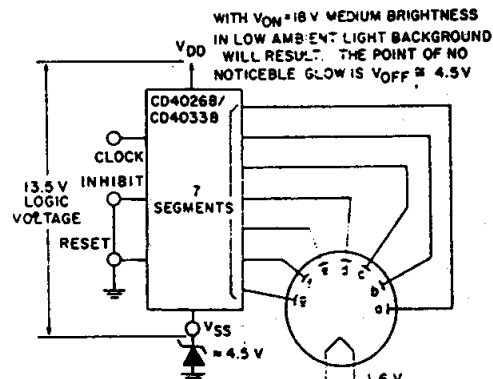 WITH VON=18 V MEDIUM BRIGHTNESS
IN LOW AMBIENT LIGHT BACKGROUND
WILL RESULT. THE POINT OF NO
NOTICEBLE GLOW IS VOFF ≅ 4.5V
VDD
CD4026B/
CD4033B
CLOCK
INHIBIT
13.5 V
LOGIC
VOLTAGE
7
SEGMENTS
RESET
e d c
f b
g a
VSS
≈ 4.5 V
1.6 V